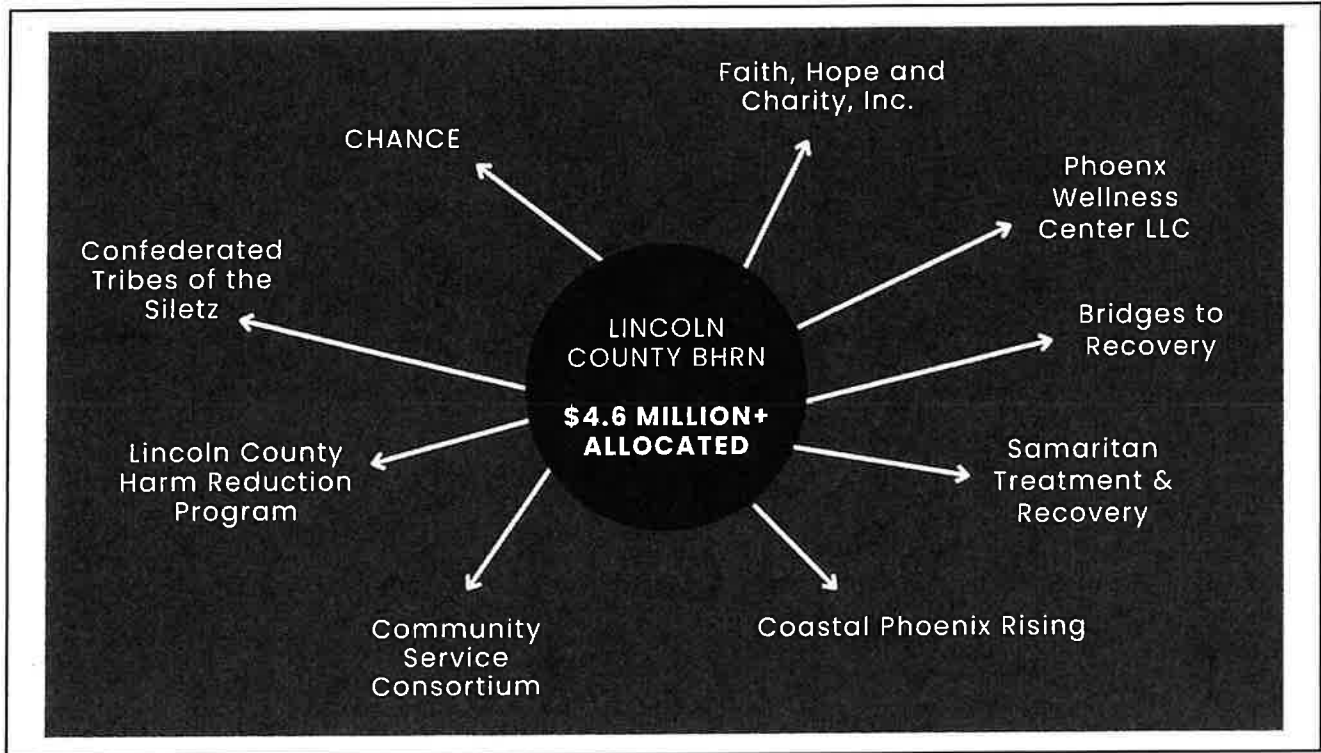 Faith, Hope and
Charity, Inc.
CHANCE
Phoenx
Wellness
Center LLC
Confederated
Tribes of the
Siletz
Bridges to
Recovery
LINCOLN
COUNTY BHRN
$4.6 MILLION+
ALLOCATED
Lincoln County
Harm Reduction
Program
Samaritan
Treatment &
Recovery
Community
Service
Consortium
Coastal Phoenix Rising